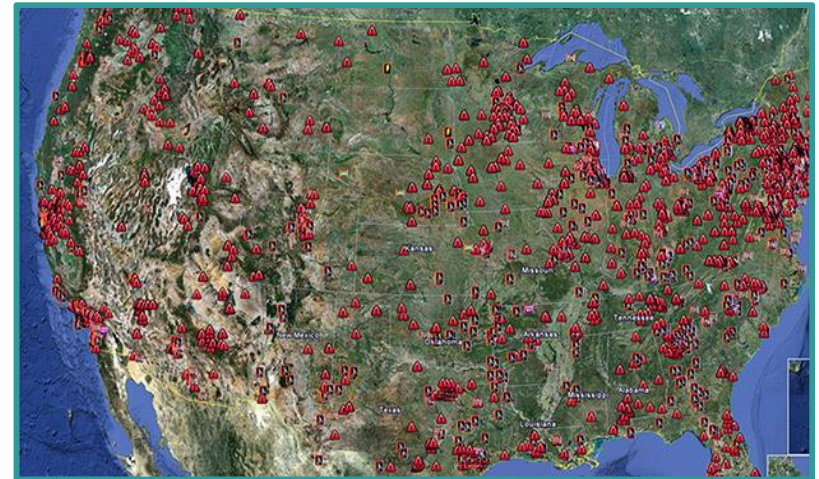 Kansas
Missouri
Tennessee
New Mexico
Oklahoma
Arkansas
Mississippi
Alabama
Texas
Louisiana